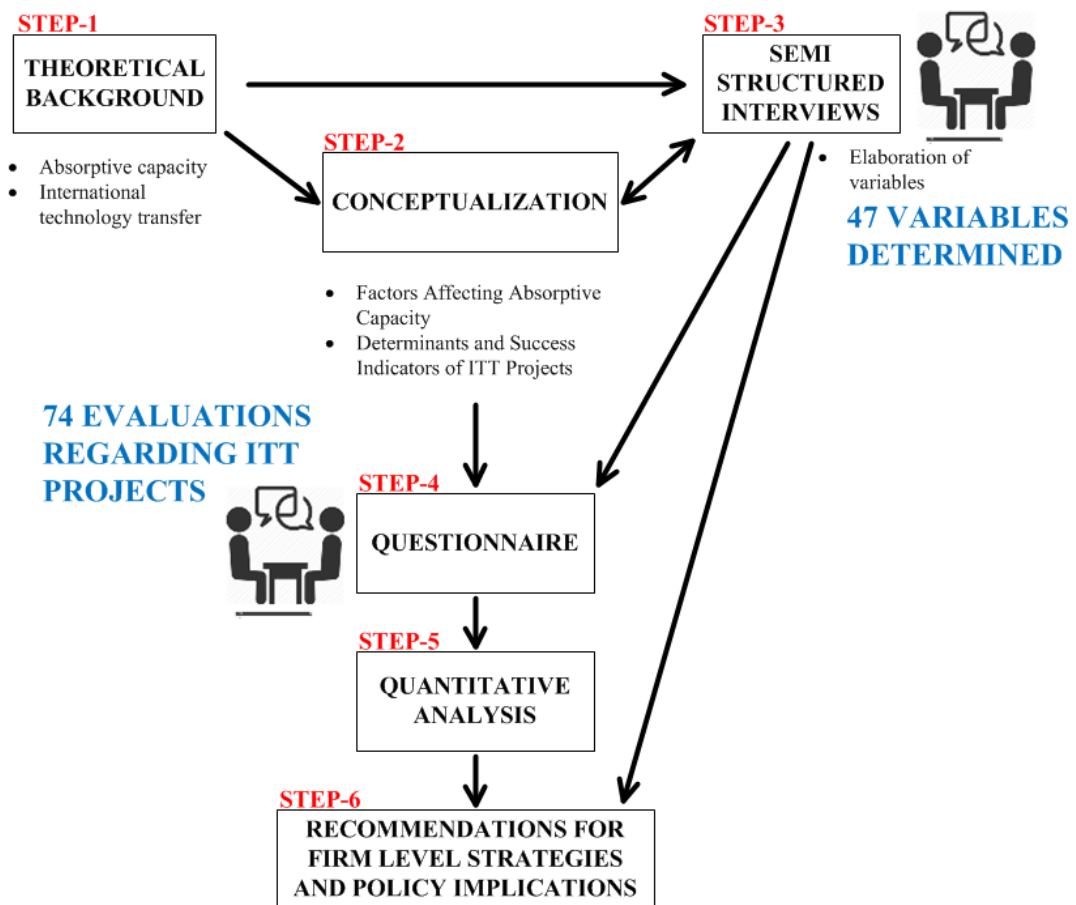 STEP-1
THEORETICAL
BACKGROUND
• Absorptive capacity
• International
technology transfer
STEP-2
CONCEPTUALIZATION
• Factors Affecting Absorptive
Capacity
• Determinants and Success
Indicators of ITT Projects
STEP-3
SEMI
STRUCTURED
INTERVIEWS
• Elaboration of
variables
47 VARIABLES
DETERMINED
74 EVALUATIONS
REGARDING ITT
PROJECTS
STEP-4
QUESTIONNAIRE
STEP-5
QUANTITATIVE
ANALYSIS
STEP-6
RECOMMENDATIONS FOR
FIRM LEVEL STRATEGIES
AND POLICY IMPLICATIONS